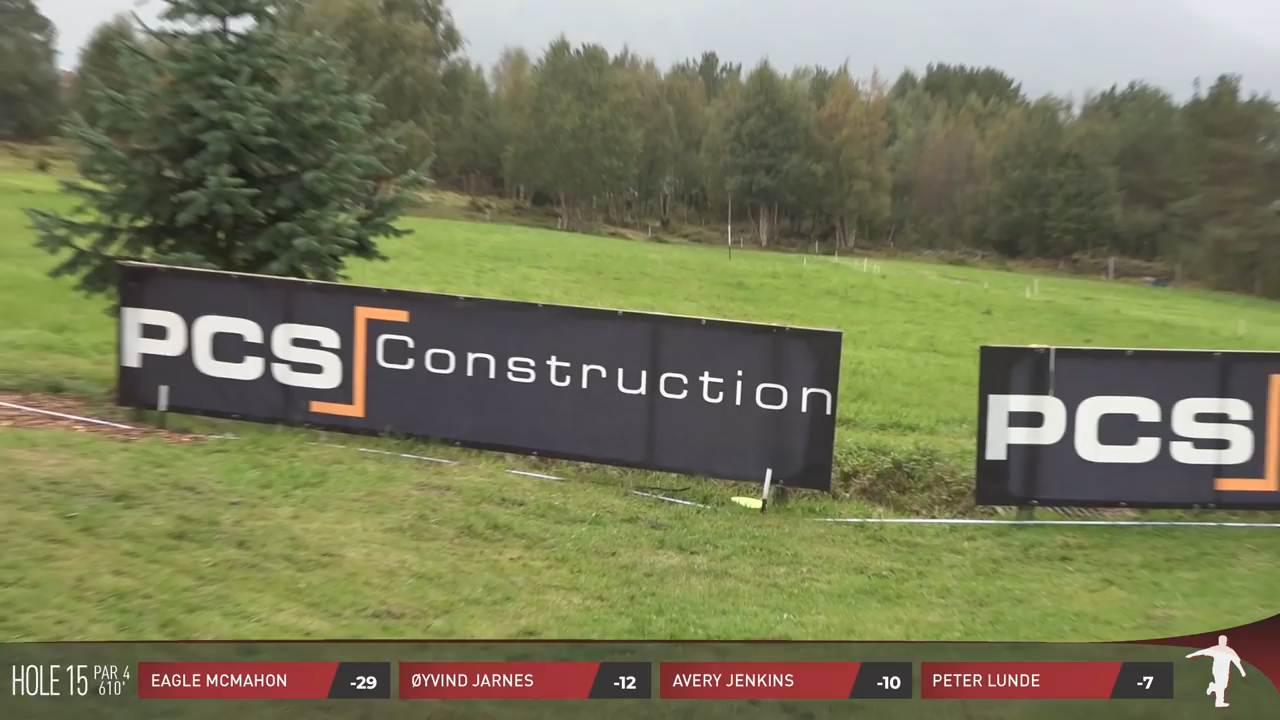 PCS Construction
PCS
HOLE 15 PAR 4 610'
EAGLE MCMAHON -29
ØYVIND JARNES -12
AVERY JENKINS -10
PETER LUNDE -7